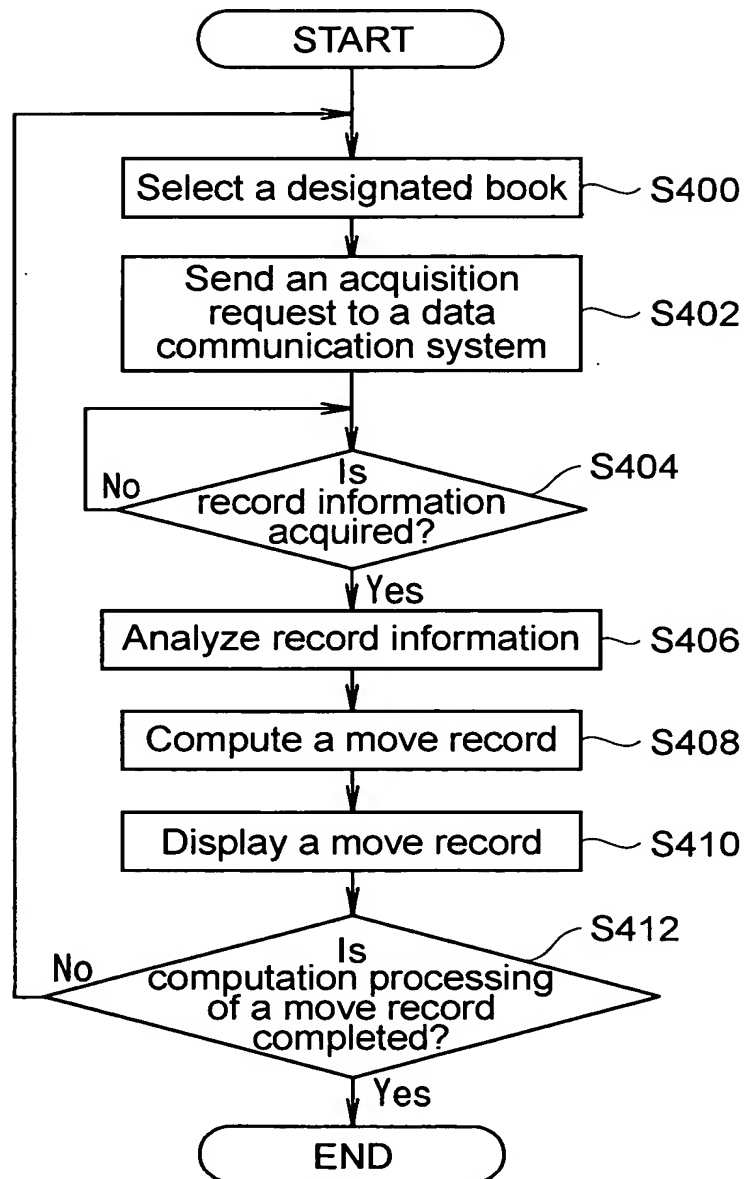 START
Select a designated book
S400
Send an acquisition
request to a data
communication system
S402
Is
record information
acquired?
S404
No
Yes
Analyze record information
S406
Compute a move record
S408
Display a move record
S410
Is
computation processing
of a move record
completed?
S412
No
Yes
END